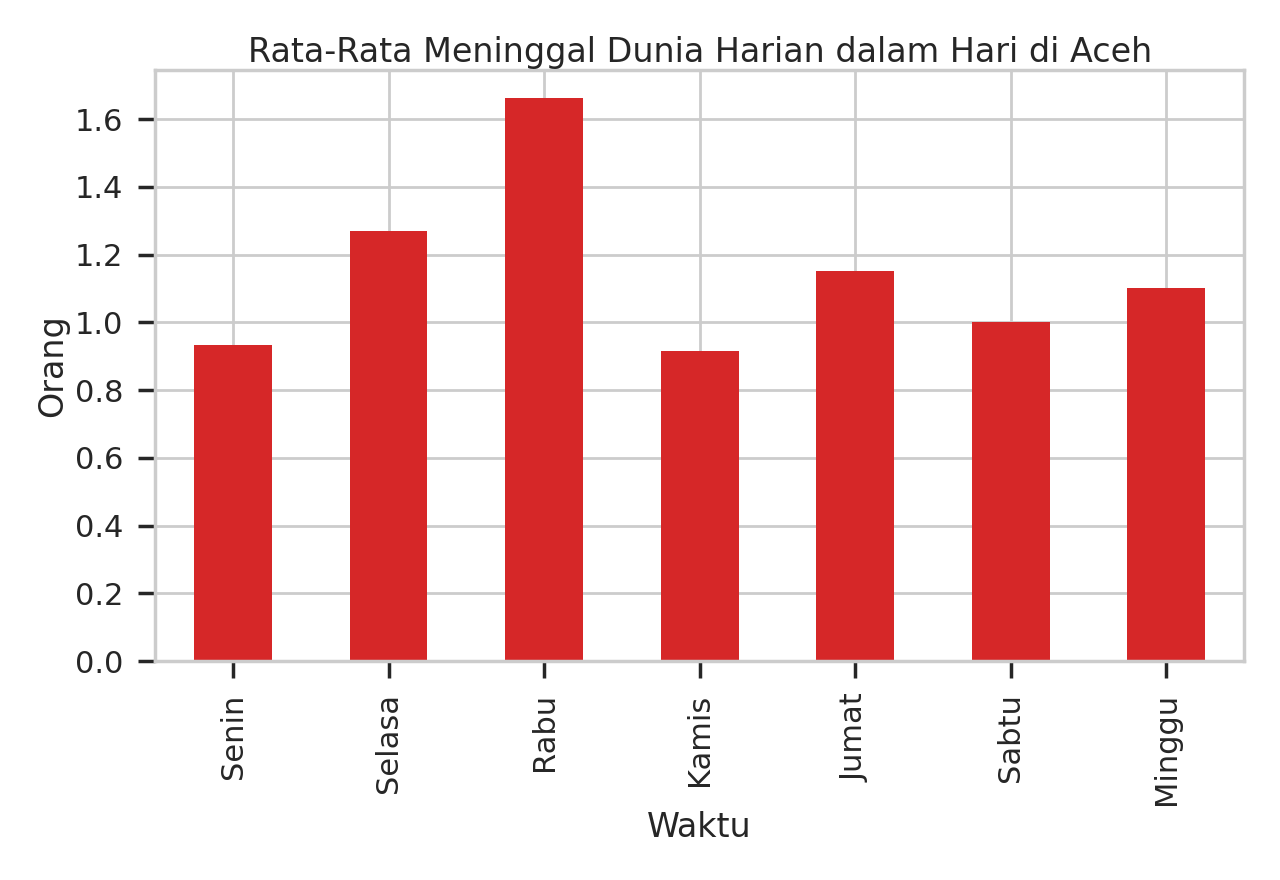 Rata-Rata Meninggal Dunia Harian dalam Hari di Aceh
Orang
1.6
1.4
1.2
1.0
0.8
0.6
0.4
0.2
0.0
Senin
Selasa
Rabu
Kamis
Jumat
Sabtu
Minggu
Waktu